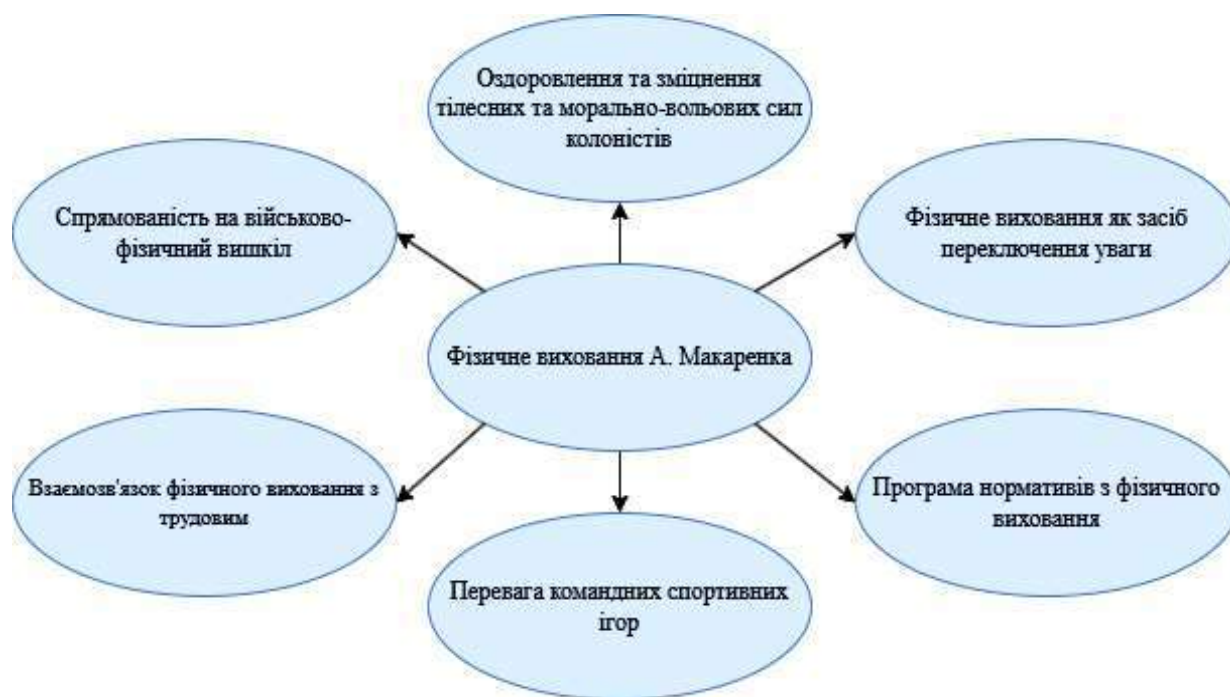 Оздоровлення та зміцнення
тілесних та морально-вольових сил
колоністів
Спрямованість на військово-
фізичний вишкіл
Фізичне виховання як засіб
переключення уваги
Фізичне виховання А. Макаренка
Взаємозв'язок фізичного виховання з
трудовим
Програма нормативів з фізичного
виховання
Перевага командних спортивних
ігор